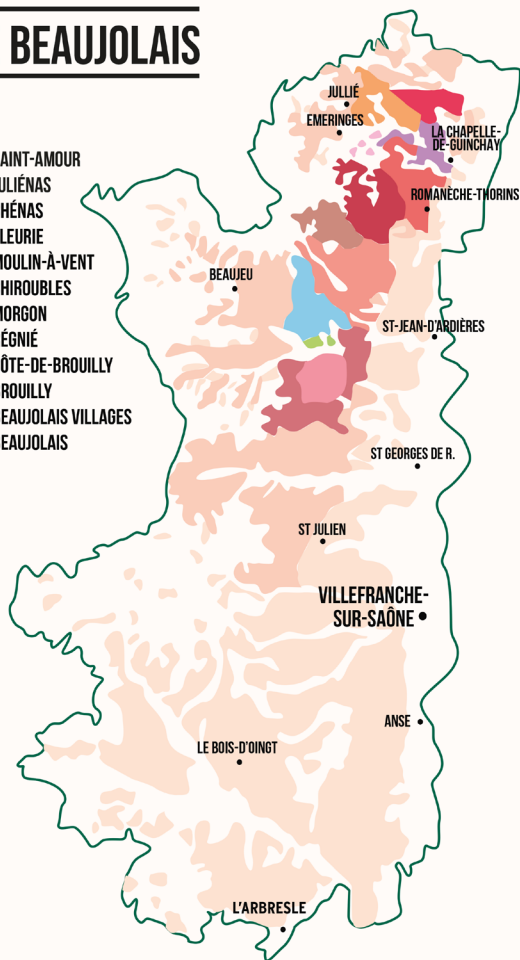 BEAUJOLAIS
AINT-AMOUR
ULIÉNAS
HÉNAS
LEURIE
MOULIN-À-VENT
HIROUBLES
MORGON
ÉGNIÉ
ÔTE-DE-BROUILLY
ROUILLY
EAUJOLAIS VILLAGES
EAUJOLAIS
JULLIÉ
EMERINGES
LA CHAPELLE-
DE-GUINCHAY
ROMANÈCHE-THORINS
BEAUJEU
ST-JEAN-D'ARDIÈRES
ST GEORGES DE R.
ST JULIEN
VILLEFRANCHE-
SUR-SAÔNE
ANSE
LE BOIS-D'OINGT
L'ARBRESLE